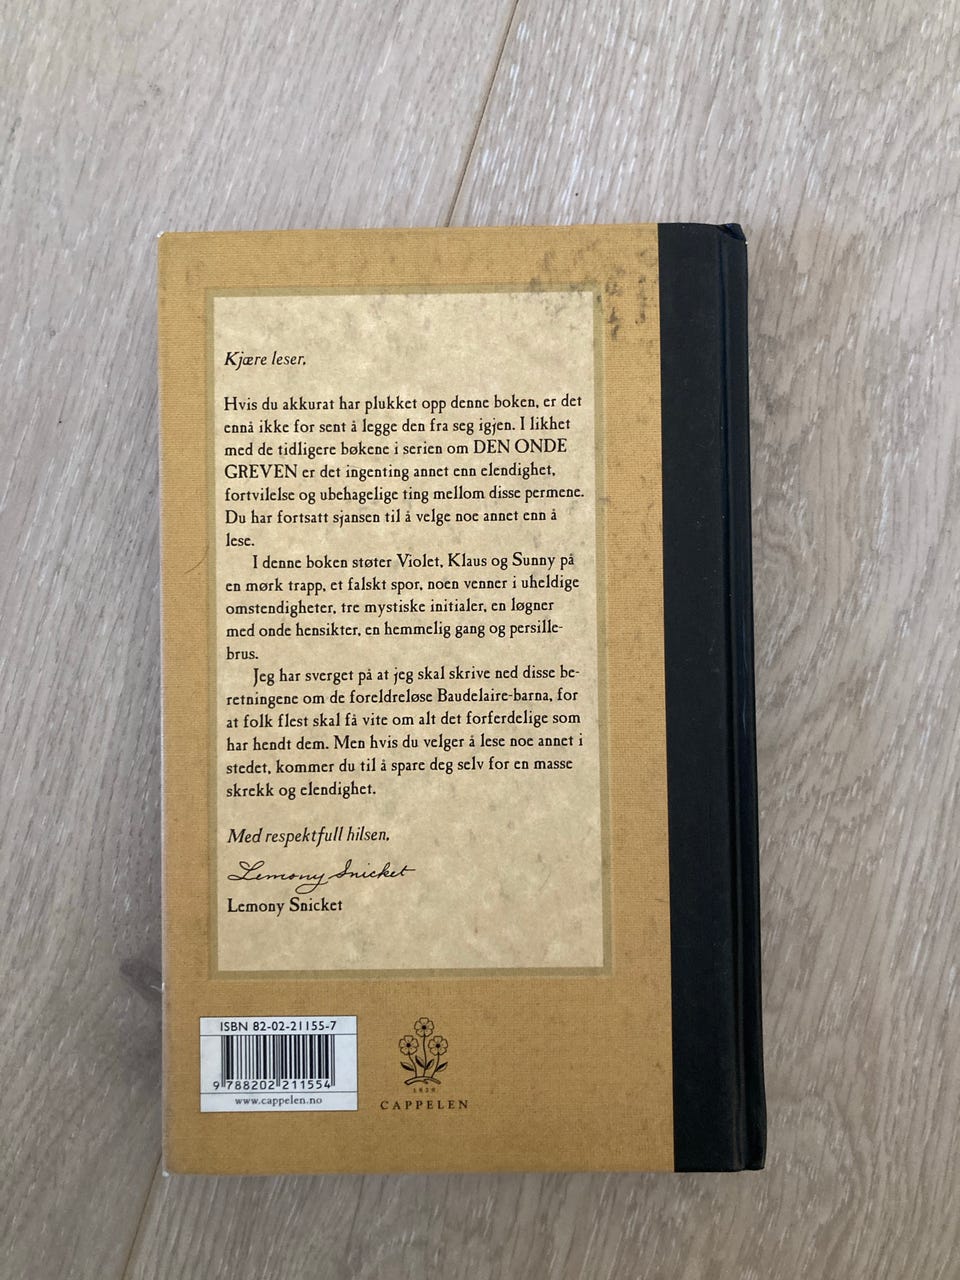 Kjære leser,
Hvis du akkurat har plukket opp denne boken, er det
ennå ikke for sent å legge den fra seg igjen. I likhet
med de tidligere bøkene i serien om DEN ONDE
GREVEN er det ingenting annet enn elendighet,
fortvilelse og ubehagelige ting mellom disse permene.
Du har fortsatt sjansen til å velge noe annet enn å
lese.
I denne boken støter Violet, Klaus og Sunny på
en mørk trapp, et falskt spor, noen venner i uheldige
omstendigheter, tre mystiske initialer, en løgner
med onde hensikter, en hemmelig gang og persille-
brus.
Jeg har sverget på at jeg skal skrive ned disse be-
retningene om de foreldreløse Baudelaire-barna, for
at folk flest skal få vite om alt det forferdelige som
har hendt dem. Men hvis du velger å lese noe annet i
stedet, kommer du til å spare deg selv for en masse
skrekk og elendighet.
Med respektfull hilsen,
Lemony Snicket
Lemony Snicket
ISBN 82-02-21155-7
9 788202 211554
www.cappelen.no
1829
CAPPELEN